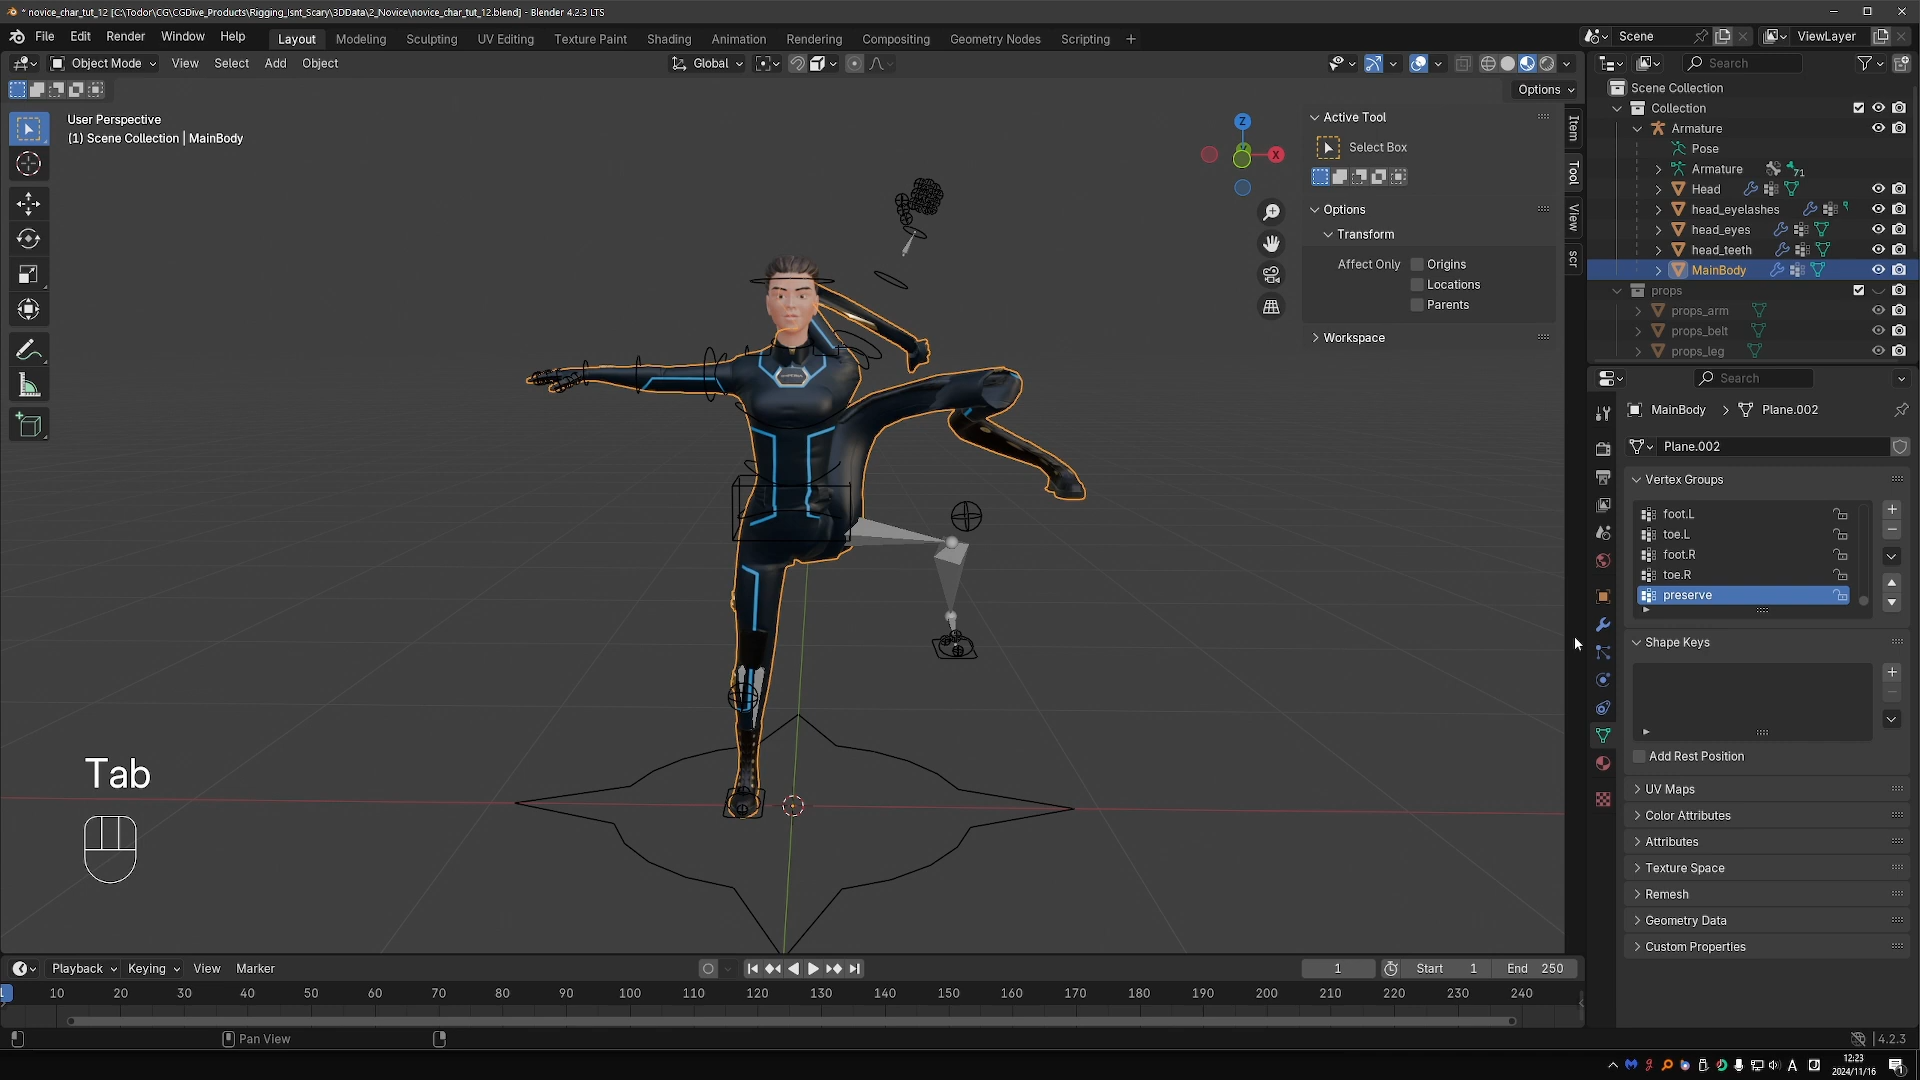 * novice_char_tut_12 [C:\Todor\CG\CGDive_Products\Rigging_Isnt_Scary\3DData\2_Novice\novice_char_tut_12.blend] - Blender 4.2.3 LTS
File Edit Render Window Help Layout Modeling Sculpting UV Editing Texture Paint Shading Animation Rendering Compositing Geometry Nodes Scripting + Scene ViewLayer
Object Mode View Select Add Object Global Search
Options
User Perspective
(1) Scene Collection | MainBody
Z
X
Active Tool
Select Box
Options
Transform
Affect Only Origins
Locations
Parents
Workspace
Item
Tool
View
scr
Scene Collection
Collection
Armature
Pose
Armature 71
Head
head_eyelashes
head_eyes
head_teeth
MainBody
props
props_arm
props_belt
props_leg
Search
MainBody > Plane.002
Plane.002
Vertex Groups
foot.L
toe.L
foot.R
toe.R
preserve
Shape Keys
Add Rest Position
UV Maps
Color Attributes
Attributes
Texture Space
Remesh
Geometry Data
Custom Properties
Tab
Playback Keying View Marker 1 Start 1 End 250
1 10 20 30 40 50 60 70 80 90 100 110 120 130 140 150 160 170 180 190 200 210 220 230 240
Pan View 4.2.3
A 12:23
2024/11/16